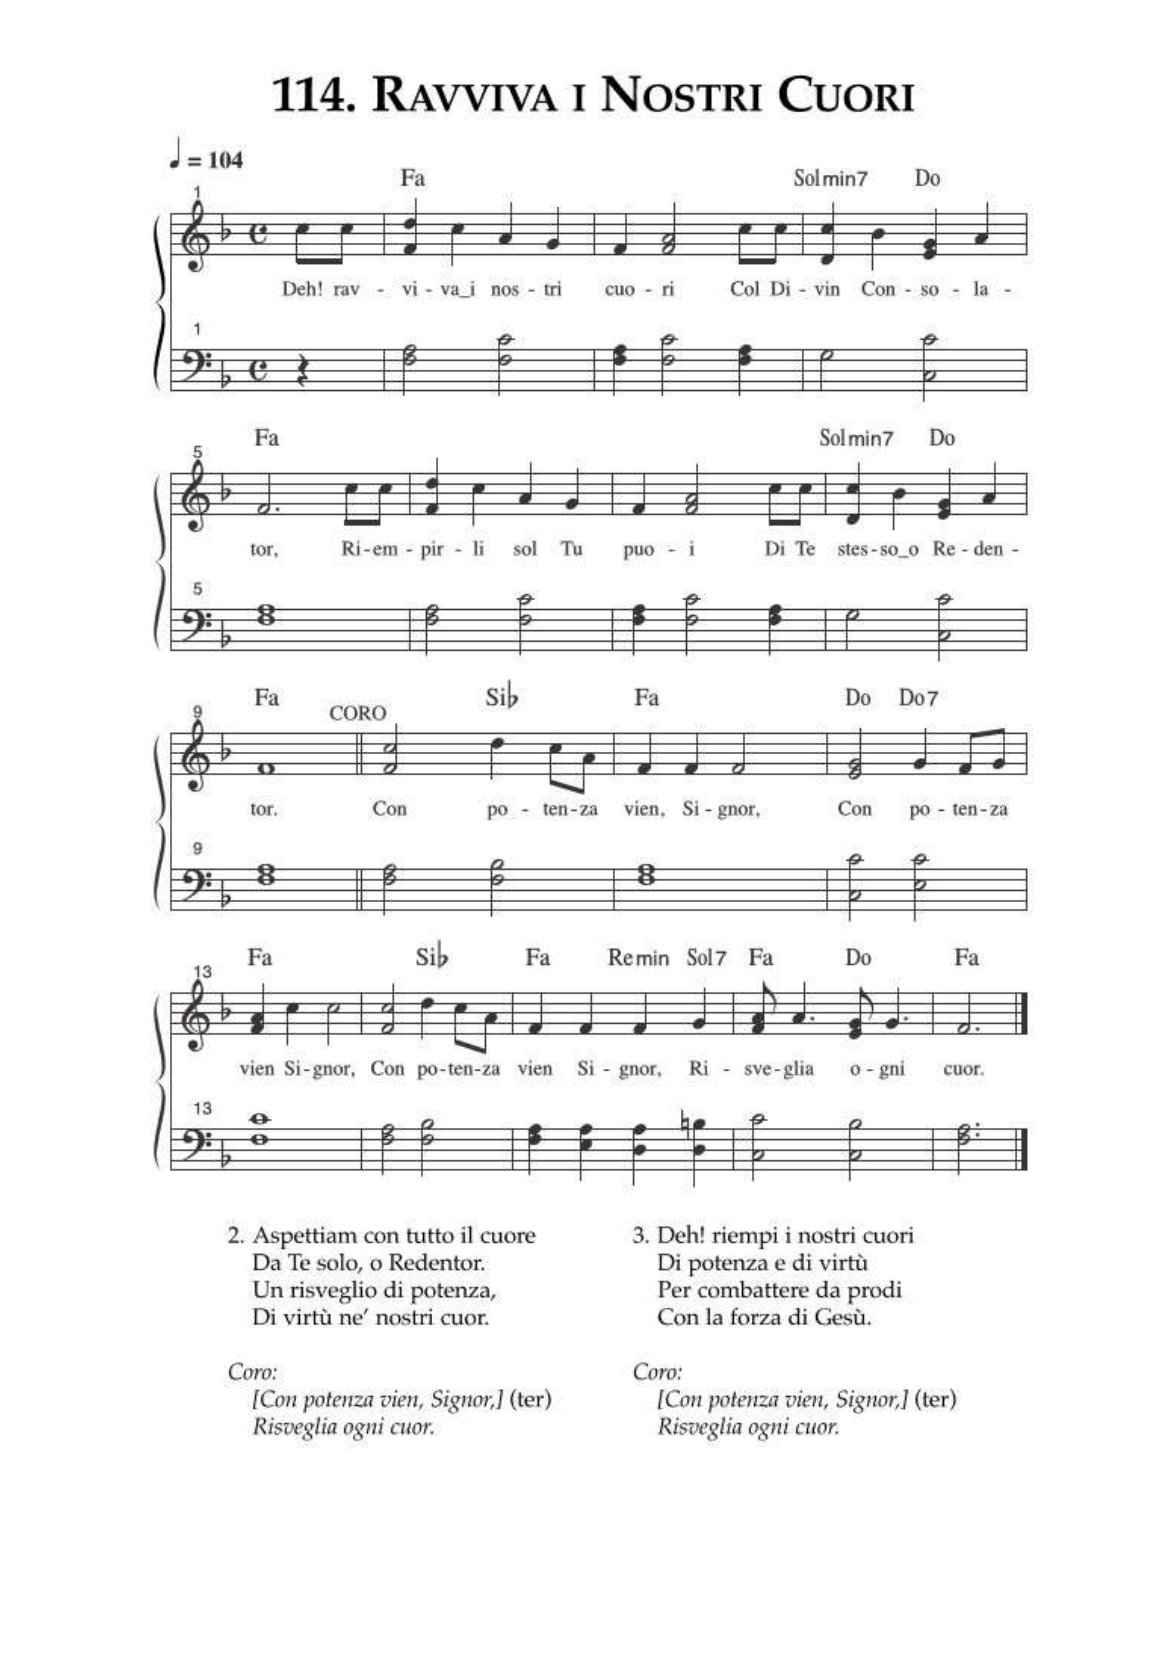 114. Ravviva i Nostri Cuori
= 104
Fa Solmin7 Do
1
Deh! rav - vi - va_i nos - tri cuo - ri Col Di - vin Con - so - la -
1
Fa Solmin7 Do
5
tor, Ri - em - pir - li sol Tu puo - i Di Te stes - so_o Re - den -
5
Fa CORO Si♭ Fa Do Do7
9
tor. Con po - ten - za vien, Si - gnor, Con po - ten - za
9
Fa Si♭ Fa Remin Sol7 Fa Do Fa
13
vien Si - gnor, Con po - ten - za vien Si - gnor, Ri - sve - glia o - gni cuor.
13
2. Aspettiam con tutto il cuore
Da Te solo, o Redentor.
Un risveglio di potenza,
Di virtù ne' nostri cuor.
Coro:
[Con potenza vien, Signor,] (ter)
Risveglia ogni cuor.
3. Deh! riempi i nostri cuori
Di potenza e di virtù
Per combattere da prodi
Con la forza di Gesù.
Coro:
[Con potenza vien, Signor,] (ter)
Risveglia ogni cuor.